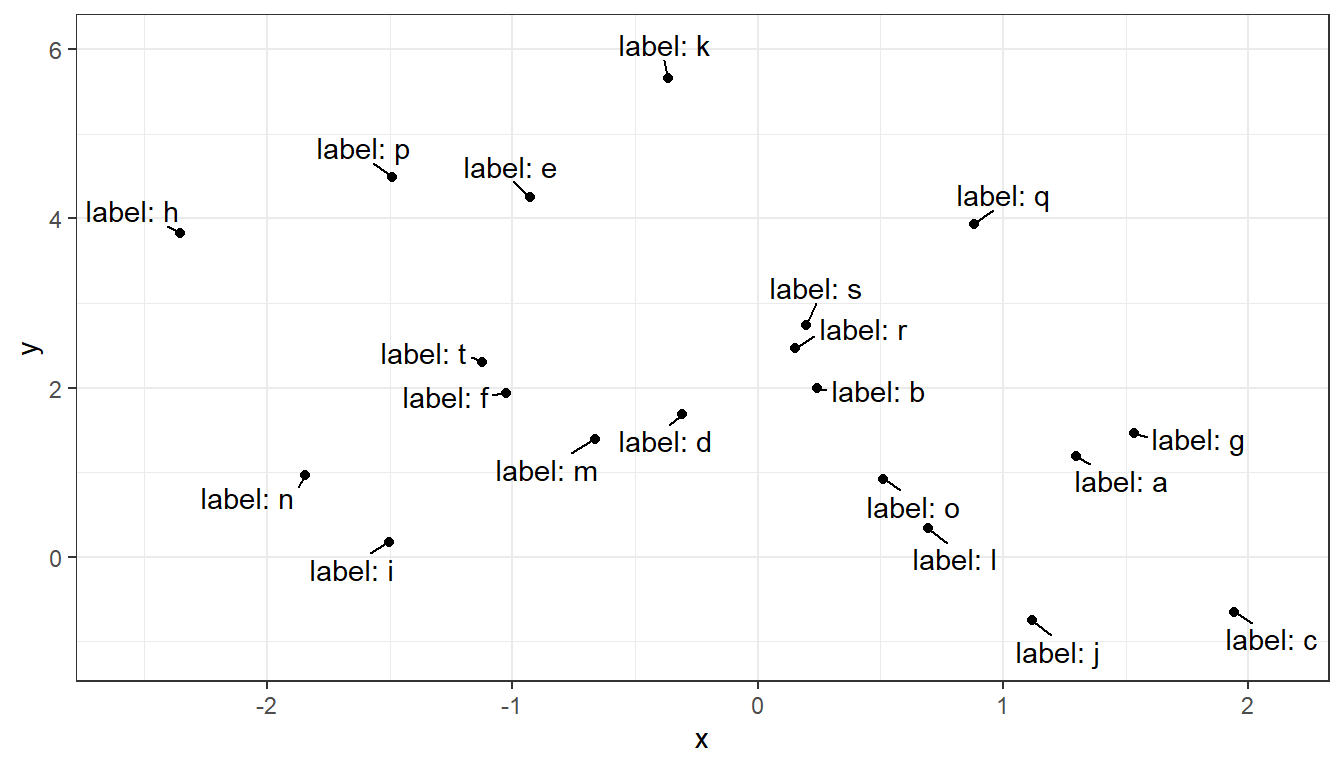 6
label: k
label: p
label: e
label: h
4
label: q
label: s
label: r
y
label: t
2
label: f
label: b
label: d
label: g
label: m
label: a
label: n
label: o
0
label: l
label: i
label: c
label: j
-2
-1
0
1
2
x